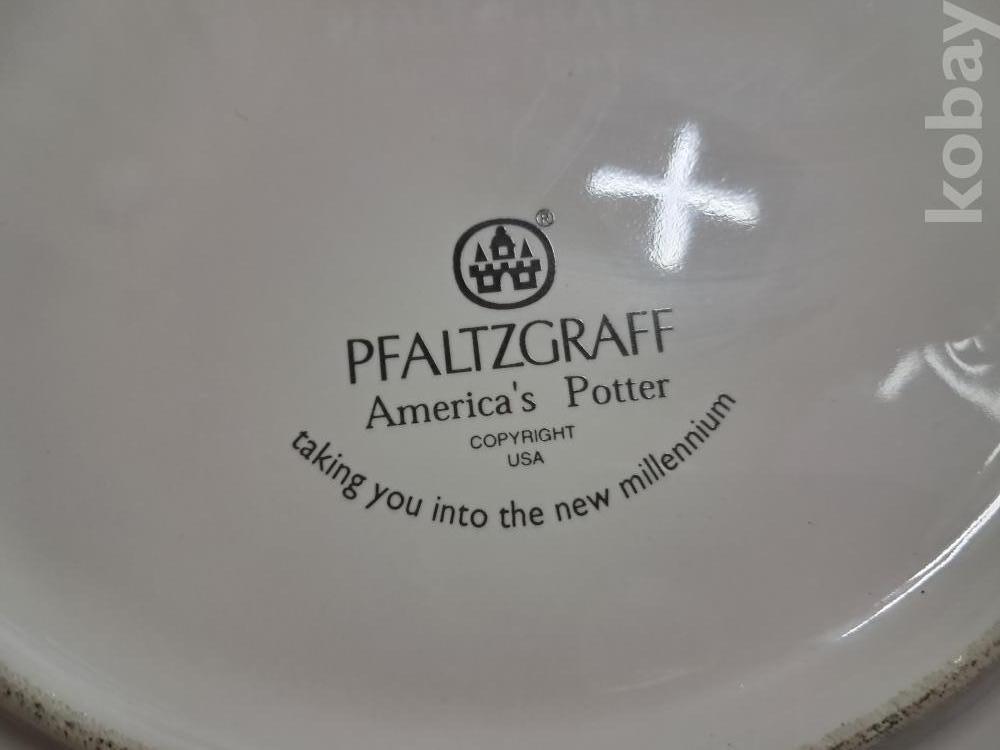 ®
PFALTZGRAFF
America's Potter
COPYRIGHT
USA
taking you into the new millennium
kobay